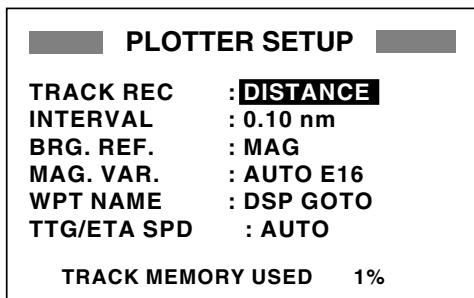 PLOTTER SETUP
TRACK REC : DISTANCE
INTERVAL : 0.10 nm
BRG. REF. : MAG
MAG. VAR. : AUTO E16
WPT NAME : DSP GOTO
TTG/ETA SPD : AUTO
TRACK MEMORY USED 1%